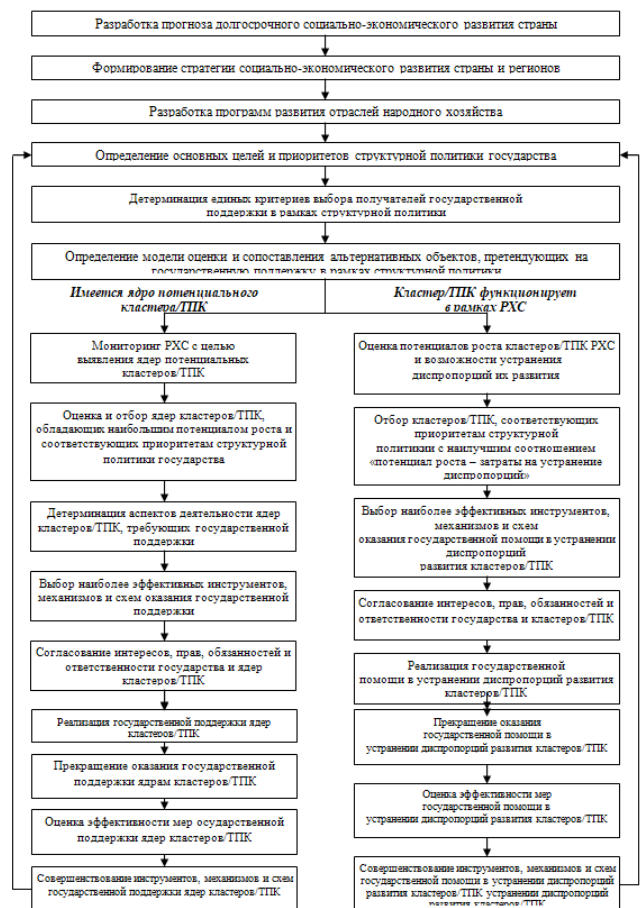 Разработка прогноза долгосрочного социально-экономического развития страны
Формирование стратегии социально-экономического развития страны и регионов
Разработка программ развития отраслей народного хозяйства
Определение основных целей и приоритетов структурной политики государства
Детерминация единых критериев выбора получателей государственной
поддержки в рамках структурной политики
Определение модели оценки и сопоставления альтернативных объектов, претендующих на
государственную поддержку в рамках структурной политики
Имеется ядро потенциального
кластера/ТПК
Мониторинг РХС с целью
выявления ядер потенциальных
кластеров/ТПК
Оценка и отбор ядер кластеров/ТПК,
обладающих наибольшим потенциалом роста и
соответствующих приоритетам структурной
политики государства
Детерминация аспектов деятельности ядер
кластеров/ТПК, требующих государственной
поддержки
Выбор наиболее эффективных инструментов,
механизмов и схем оказания государственной
поддержки
Согласование интересов, прав, обязанностей и
ответственности государства и ядер
кластеров/ТПК
Реализация государственной поддержки ядер
кластеров/ТПК
Прекращение оказания государственной
поддержки ядрам кластеров/ТПК
Оценка эффективности мер осударственной
поддержки ядер кластеров/ТПК
Совершенствование инструментов, механизмов и схем
государственной поддержки ядер кластеров/ТПК
Кластер/ТПК функционирует
в рамках РХС
Оценка потенциалов роста кластеров/ТПК РХС
и возможности устранения
диспропорций их развития
Отбор кластеров/ТПК, соответствующих
приоритетам структурной
политикии с наилучшим соотношением
«потенциал роста – затраты на устранение
диспропорций»
Выбор наиболее эффективных инструментов,
механизмов и схем
оказания государственной помощи в устранении
диспропорций
развития кластеров/ТПК
Согласование интересов, прав, обязанностей и
ответственности государства и кластеров/ТПК
Реализация государственной
помощи в устранении диспропорций развития
кластеров/ТПК
Прекращение оказания
государственной помощи в
устранении диспропорций развития кластеров/ТПК
Оценка эффективности мер
государственной помощи в
устранении диспропорций развития кластеров/ТПК
Совершенствование инструментов, механизмов и схем
государственной помощи в устранении диспропорций
развития кластеров/ТПК устранении диспропорций
развития кластеров/ТПК